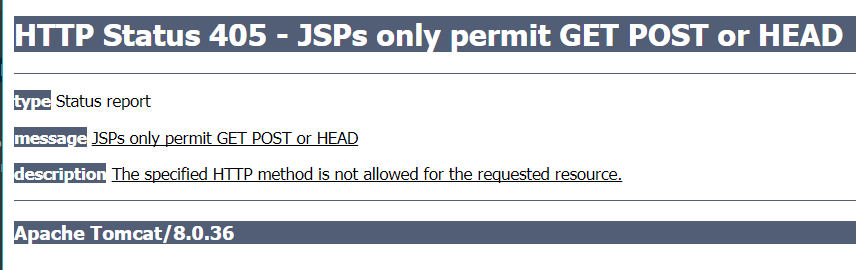 HTTP Status 405 - JSPs only permit GET POST or HEAD
type Status report
message JSPs only permit GET POST or HEAD
description The specified HTTP method is not allowed for the requested resource.
Apache Tomcat/8.0.36